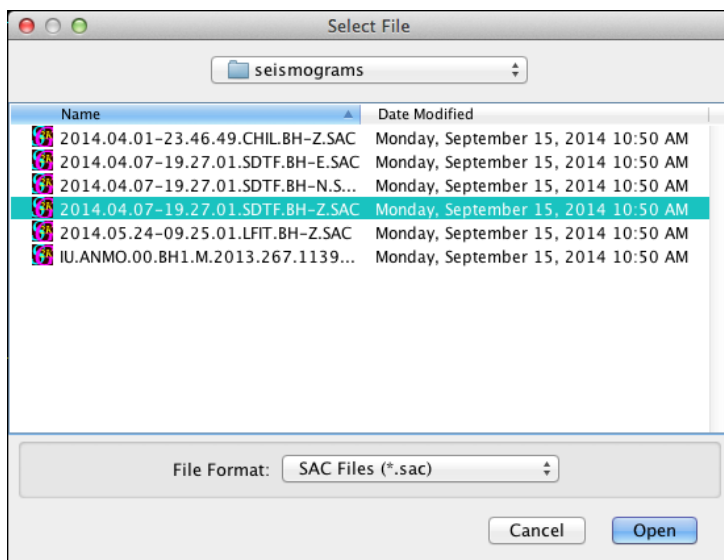 Select File
seismograms
Name Date Modified
2014.04.01-23.46.49.CHIL.BH-Z.SAC Monday, September 15, 2014 10:50 AM
2014.04.07-19.27.01.SDTF.BH-E.SAC Monday, September 15, 2014 10:50 AM
2014.04.07-19.27.01.SDTF.BH-N.S... Monday, September 15, 2014 10:50 AM
2014.04.07-19.27.01.SDTF.BH-Z.SAC Monday, September 15, 2014 10:50 AM
2014.05.24-09.25.01.LFIT.BH-Z.SAC Monday, September 15, 2014 10:50 AM
IU.ANMO.00.BH1.M.2013.267.1139... Monday, September 15, 2014 10:50 AM
File Format: SAC Files (*.sac)
Cancel Open